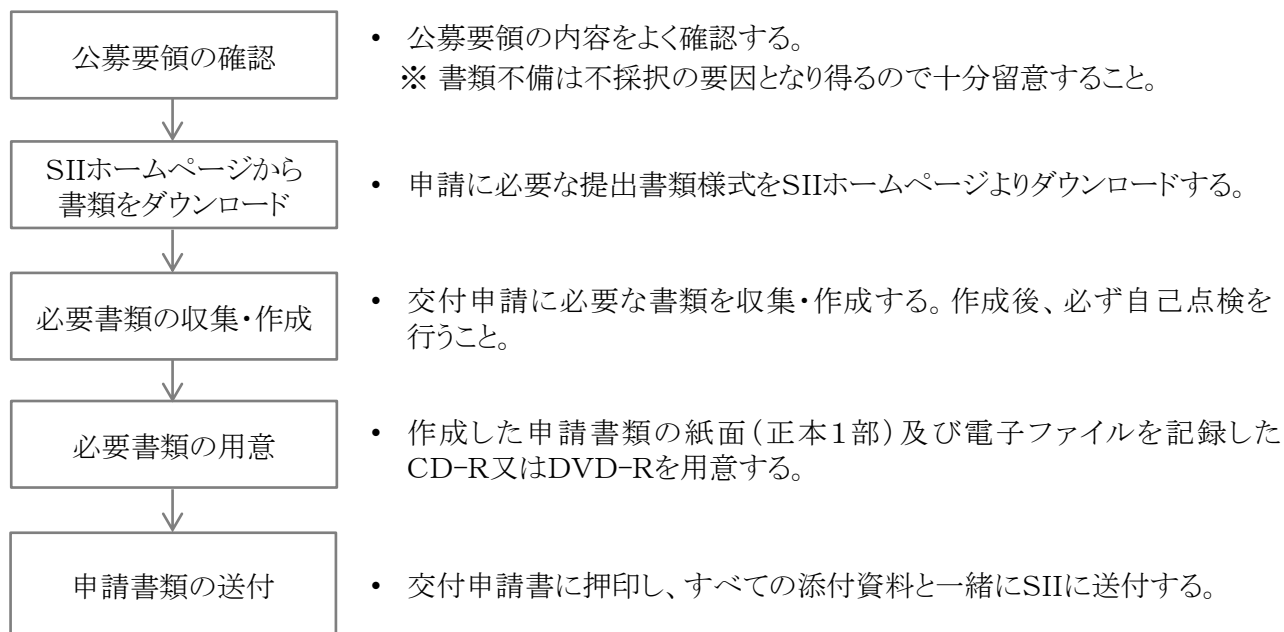 公募要領の確認
• 公募要領の内容をよく確認する。
※ 書類不備は不採択の要因となり得るので十分留意すること。
SIIホームページから
書類をダウンロード
• 申請に必要な提出書類様式をSIIホームページよりダウンロードする。
必要書類の収集・作成
• 交付申請に必要な書類を収集・作成する。作成後、必ず自己点検を
行うこと。
必要書類の用意
• 作成した申請書類の紙面（正本1部）及び電子ファイルを記録した
CD-R又はDVD-Rを用意する。
申請書類の送付
• 交付申請書に押印し、すべての添付資料と一緒にSIIに送付する。